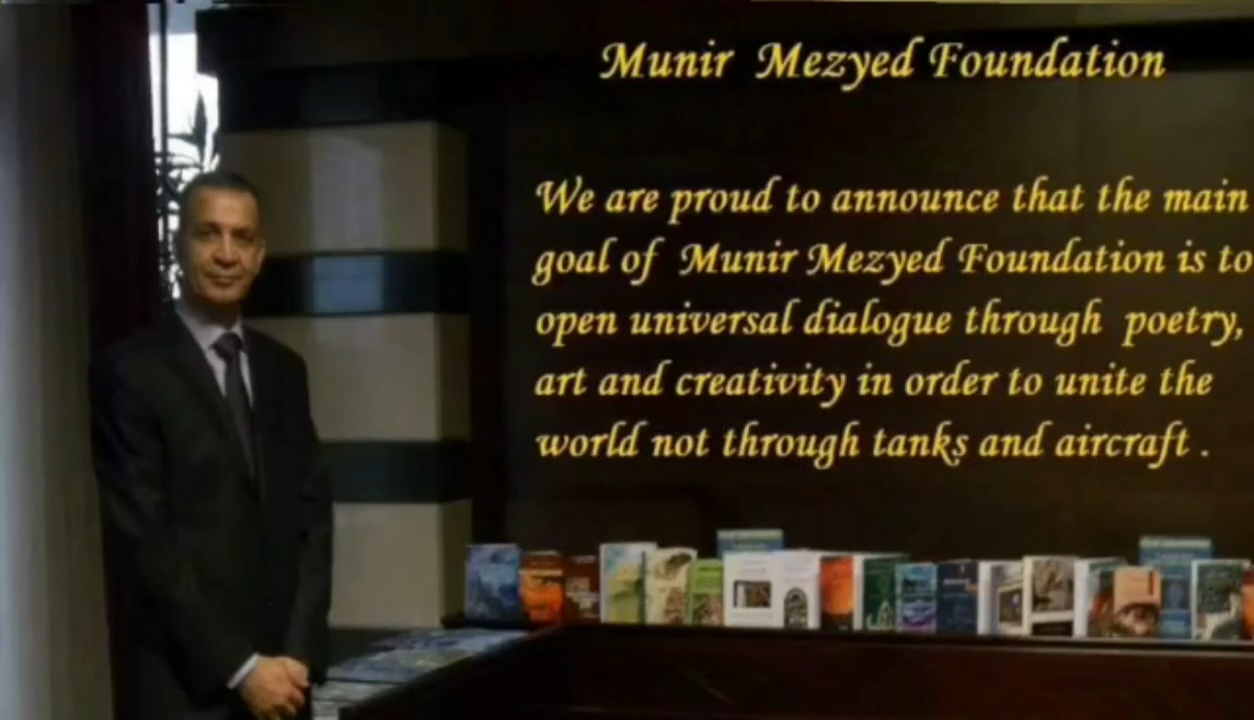 Munir Mezyed Foundation
We are proud to announce that the main
goal of Munir Mezyed Foundation is to
open universal dialogue through poetry,
art and creativity in order to unite the
world not through tanks and aircraft .